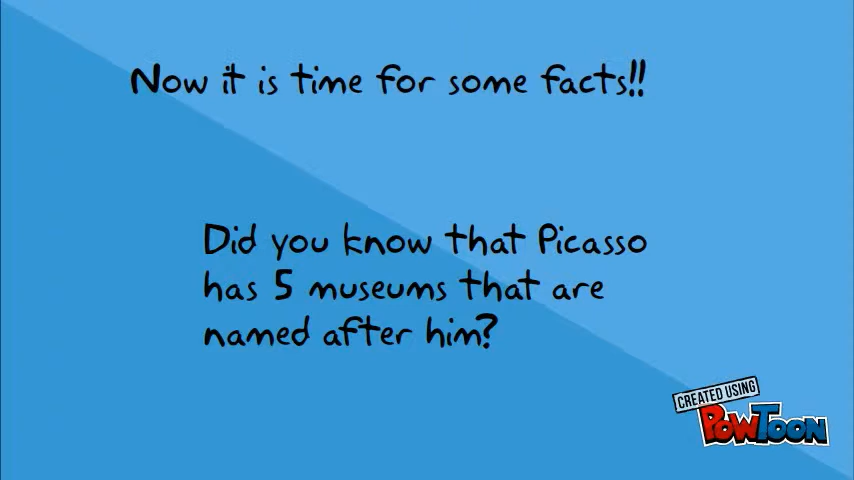 Now it is time for some facts!!
Did you know that Picasso
has 5 museums that are
named after him?
CREATED USING
POWTOON